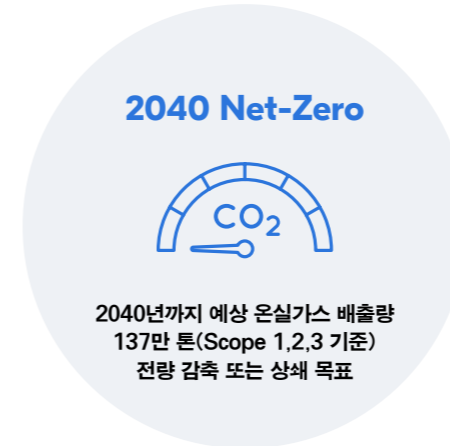 2040 Net-Zero
CO₂
2040년까지 예상 온실가스 배출량
137만 톤(Scope 1,2,3 기준)
전량 감축 또는 상쇄 목표